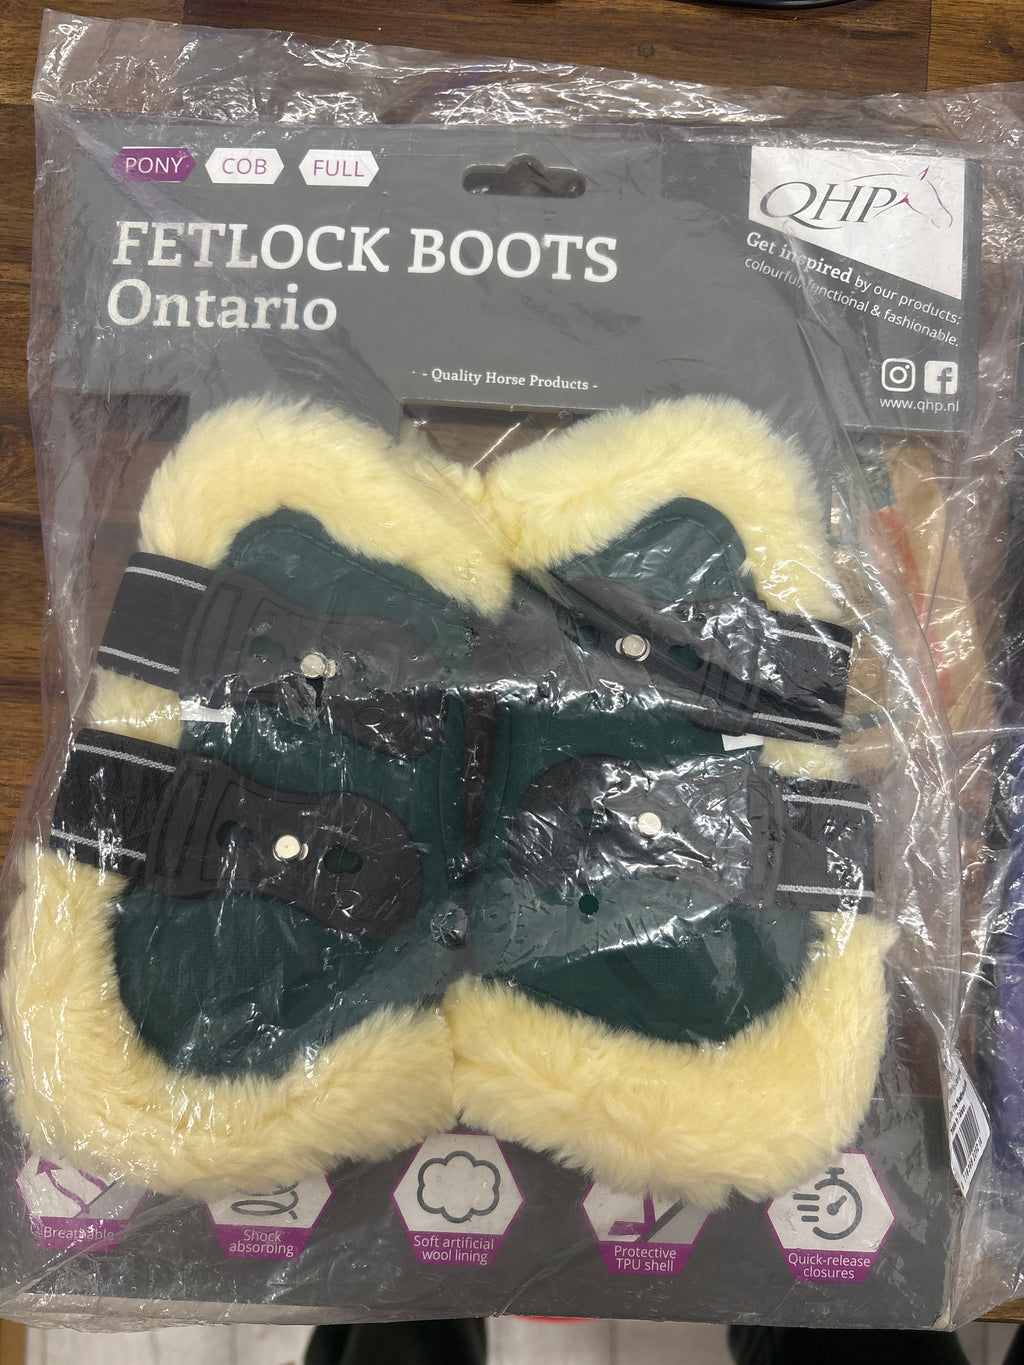 PONY COB FULL
FETLOCK BOOTS
Ontario
- Quality Horse Products -
QHP
Get inspired by our products:
colourful, functional & fashionable.
www.qhp.nl
Breathable
Shock
absorbing
Soft artificial
wool lining
Protective
TPU shell
Quick-release
closures